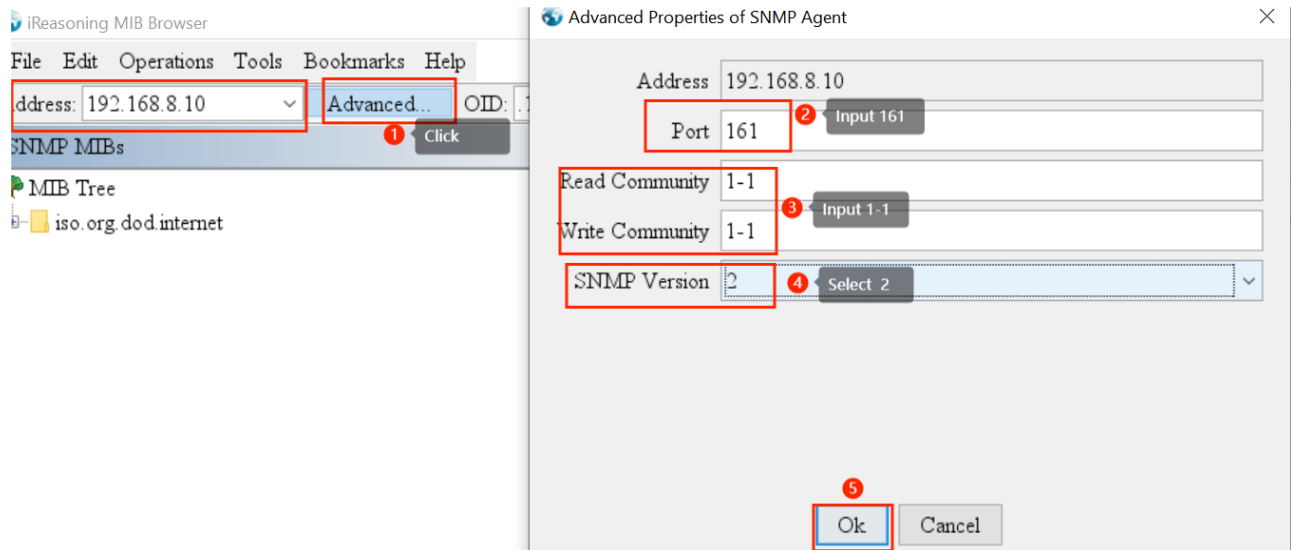 iReasoning MIB Browser
File Edit Operations Tools Bookmarks Help
ddress: 192.168.8.10 Advanced... OID: .1
1 Click
SNMP MIBs
MIB Tree
iso.org.dod.internet
Advanced Properties of SNMP Agent
Address 192.168.8.10
Port 161 2 Input 161
Read Community 1-1
3 Input 1-1
Write Community 1-1
SNMP Version 2 4 Select 2
5
Ok Cancel